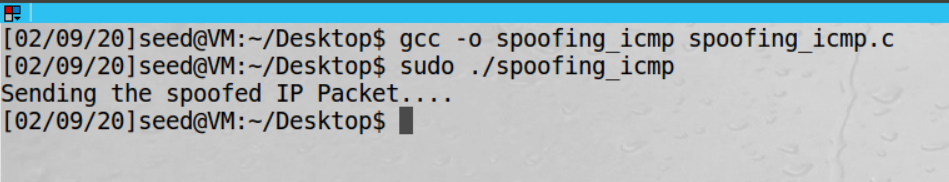 [02/09/20]seed@VM:~/Desktop$ gcc -o spoofing_icmp spoofing_icmp.c
[02/09/20]seed@VM:~/Desktop$ sudo ./spoofing_icmp
Sending the spoofed IP Packet....
[02/09/20]seed@VM:~/Desktop$